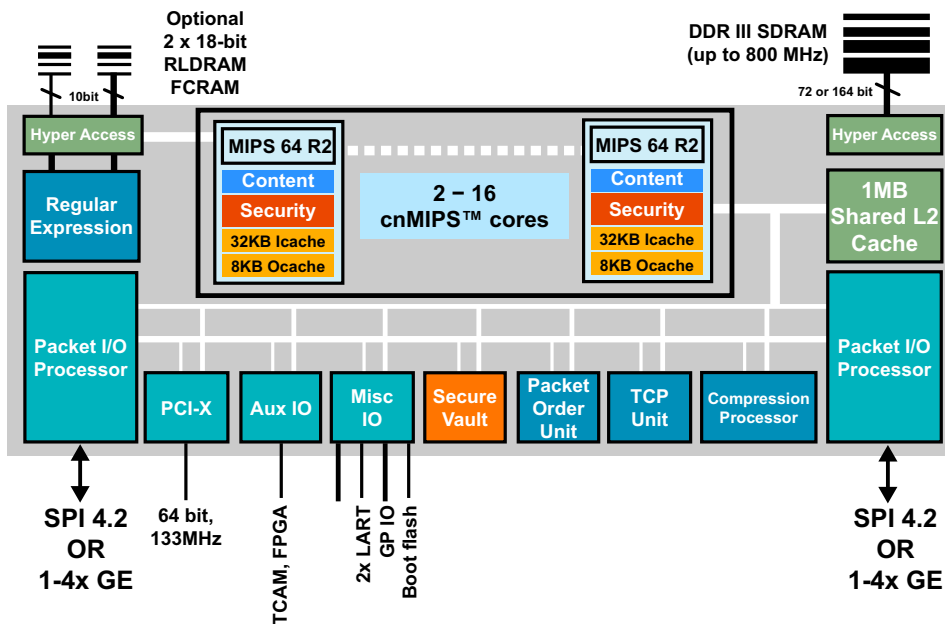 Optional
2 x 18-bit
RLDRAM
FCRAM
DDR III SDRAM
(up to 800 MHz)
10bit
72 or 164 bit
Hyper Access
MIPS 64 R2
MIPS 64 R2
Hyper Access
Content
Security
32KB Icache
8KB Ocache
2 – 16
cnMIPS™ cores
Content
Security
32KB Icache
8KB Ocache
Regular
Expression
1MB
Shared L2
Cache
Packet I/O
Processor
Packet I/O
Processor
PCI-X
Aux IO
Misc
IO
Secure
Vault
Packet
Order
Unit
TCP
Unit
Compression
Processor
SPI 4.2
OR
1-4x GE
64 bit,
133MHz
TCAM, FPGA
2x LART
GP IO
Boot flash
SPI 4.2
OR
1-4x GE